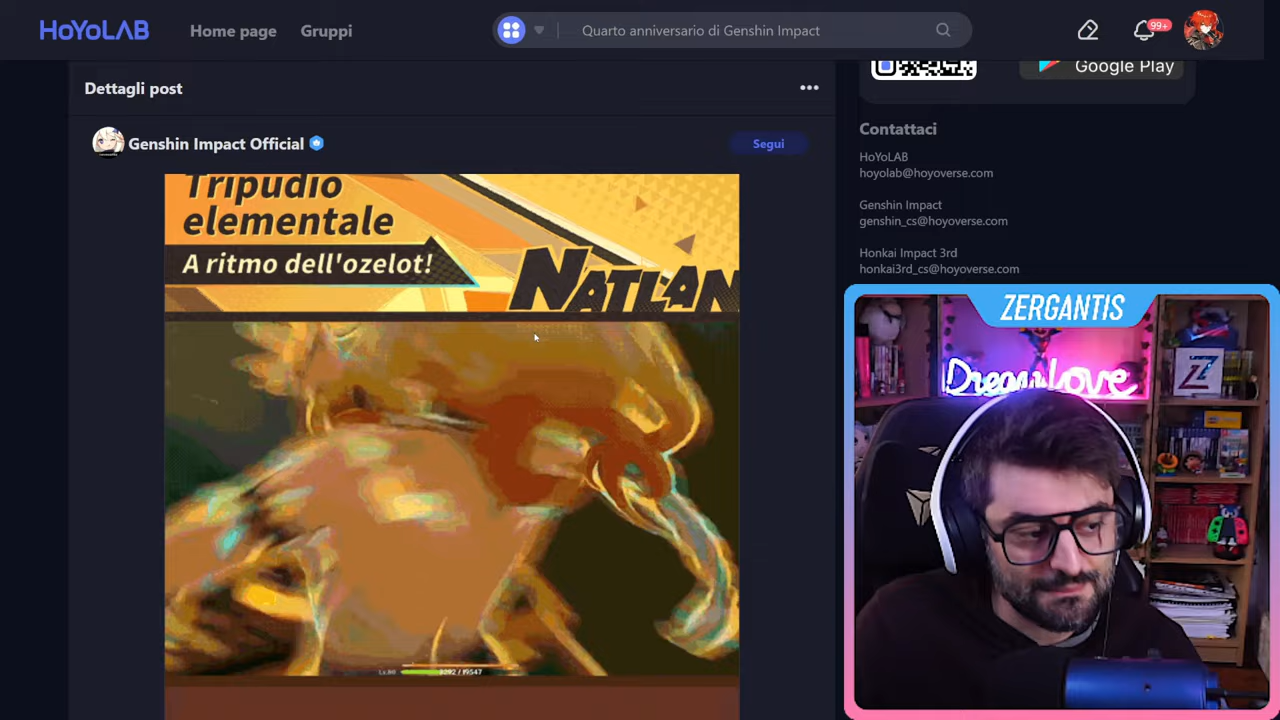 HoYoLAB
Home page
Gruppi
Quarto anniversario di Genshin Impact
99+
Dettagli post
Genshin Impact Official
Segui
Tripudio
elementale
A ritmo dell'ozelot!
NATLAN
Google Play
Contattaci
HoYoLAB
hoyolab@hoyoverse.com
Genshin Impact
genshin_cs@hoyoverse.com
Honkai Impact 3rd
honkai3rd_cs@hoyoverse.com
ZERGANTIS
Dream Love
Z